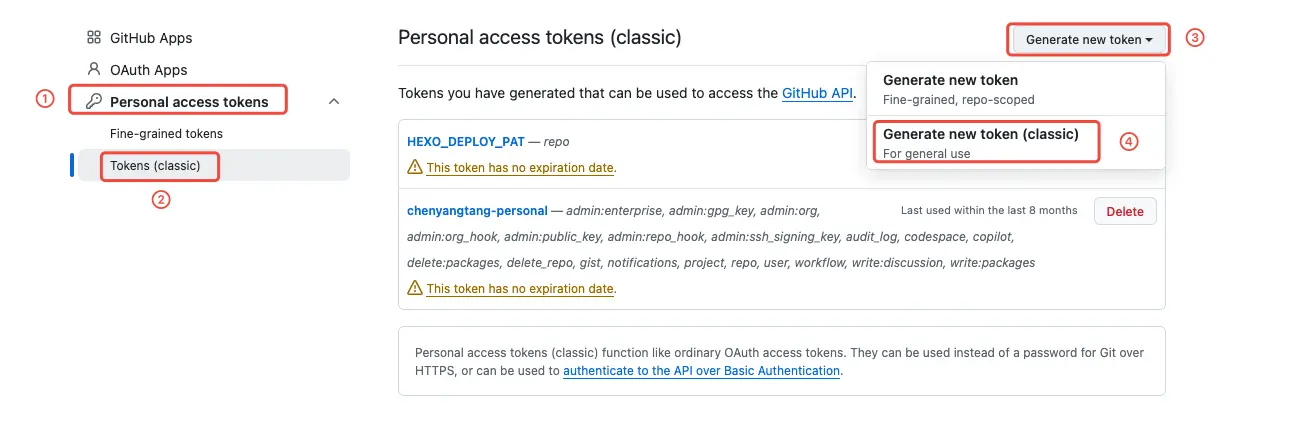 GitHub Apps
OAuth Apps
① Personal access tokens
Fine-grained tokens
Tokens (classic)
②
Personal access tokens (classic)
Generate new token ③
Generate new token
Fine-grained, repo-scoped
Generate new token (classic) ④
For general use
Tokens you have generated that can be used to access the GitHub API.
HEXO_DEPLOY_PAT — repo
This token has no expiration date.
chenyangtang-personal — admin:enterprise, admin:gpg_key, admin:org, Last used within the last 8 months Delete
admin:org_hook, admin:public_key, admin:repo_hook, admin:ssh_signing_key, audit_log, codespace, copilot,
delete:packages, delete_repo, gist, notifications, project, repo, user, workflow, write:discussion, write:packages
This token has no expiration date.
Personal access tokens (classic) function like ordinary OAuth access tokens. They can be used instead of a password for Git over
HTTPS, or can be used to authenticate to the API over Basic Authentication.